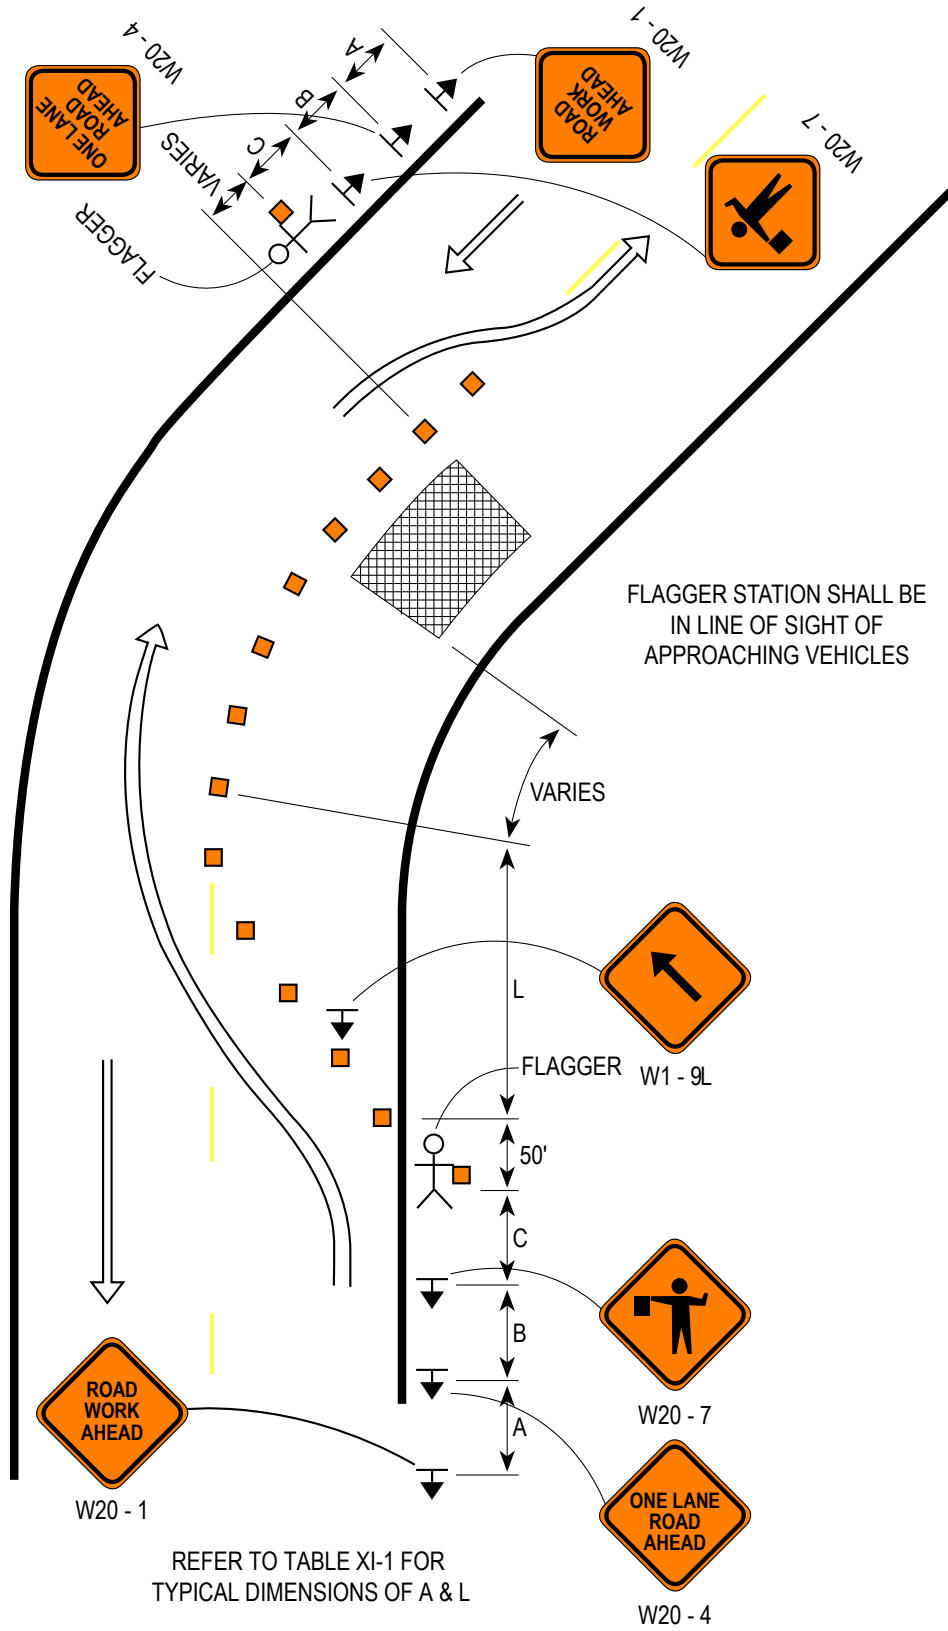 W20 - 4
W20 - 1
A
B
C
VARIES
FLAGGER
ONE LANE
ROAD
AHEAD
ROAD
WORK
AHEAD
W20 - 7
FLAGGER STATION SHALL BE
IN LINE OF SIGHT OF
APPROACHING VEHICLES
VARIES
L
FLAGGER
W1 - 9L
50'
C
B
W20 - 7
A
ROAD
WORK
AHEAD
W20 - 1
ONE LANE
ROAD
AHEAD
W20 - 4
REFER TO TABLE XI-1 FOR
TYPICAL DIMENSIONS OF A & L